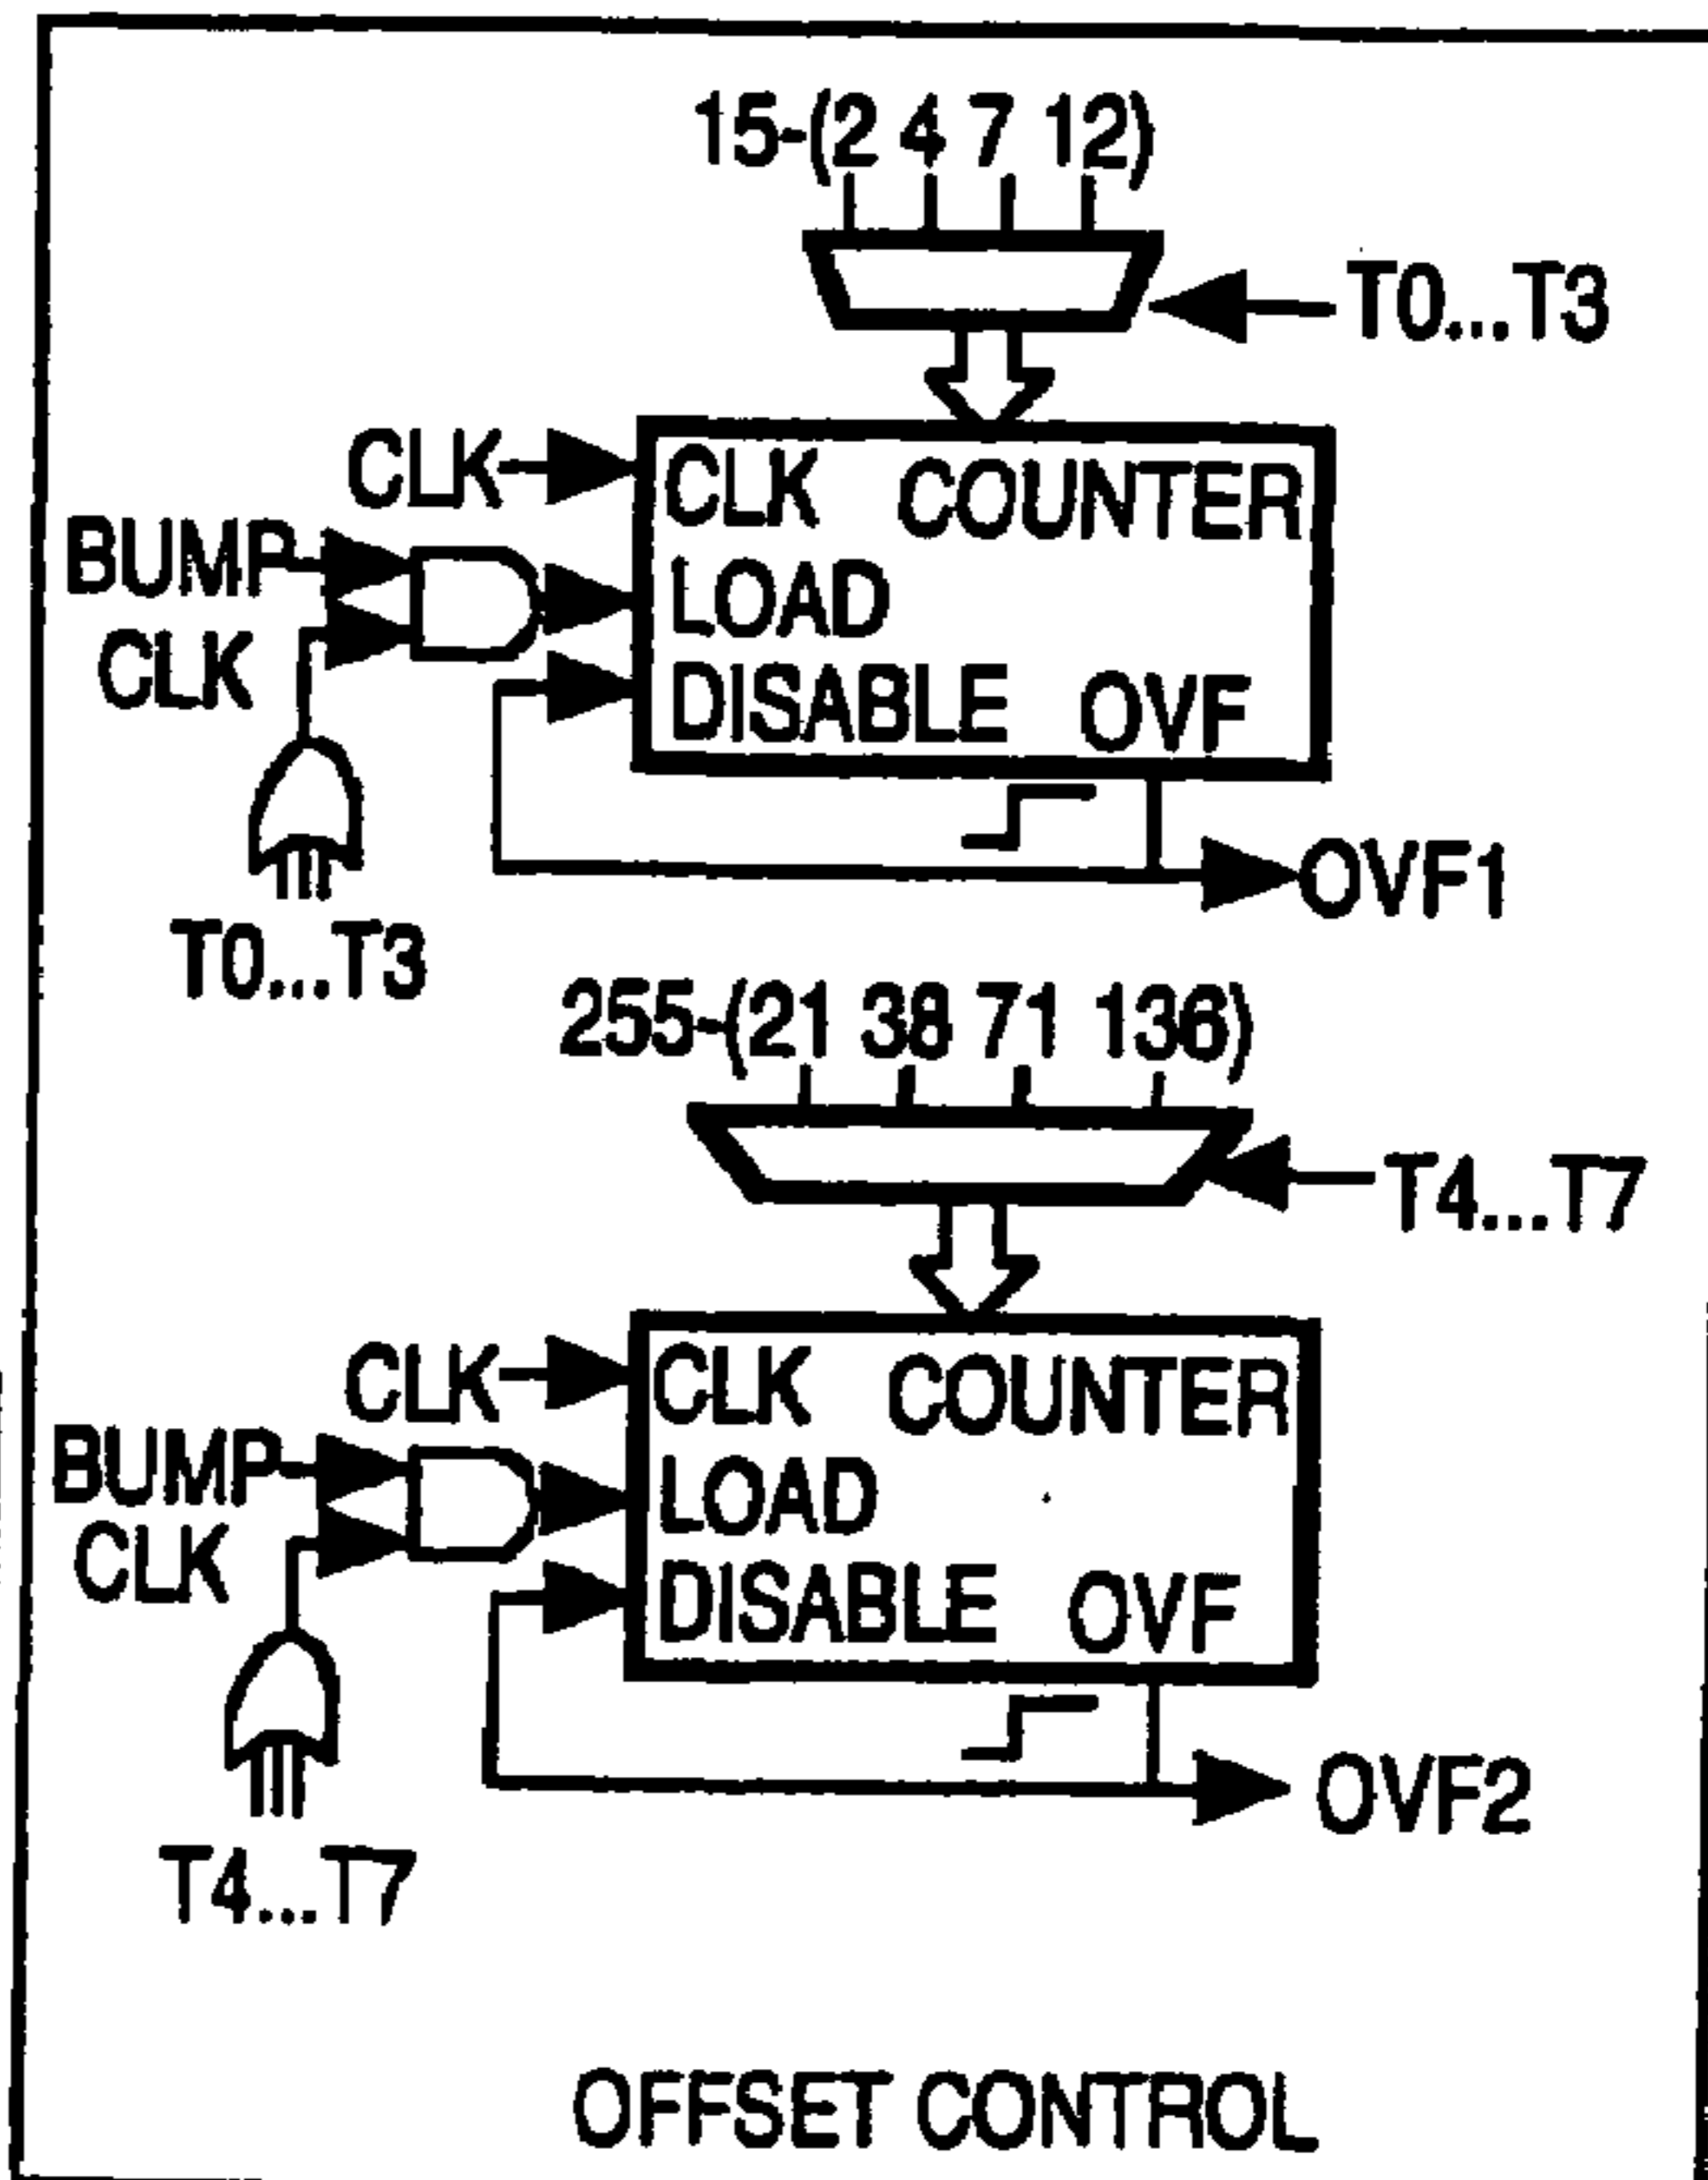 15-(2 4 7 12)
T0...T3
CLK
CLK COUNTER
BUMP
CLK
LOAD
DISABLE OVF
OVF1
T0...T3
255-(21 38 71 136)
T4...T7
CLK
CLK COUNTER
BUMP
CLK
LOAD
DISABLE OVF
OVF2
T4...T7
OFFSET CONTROL